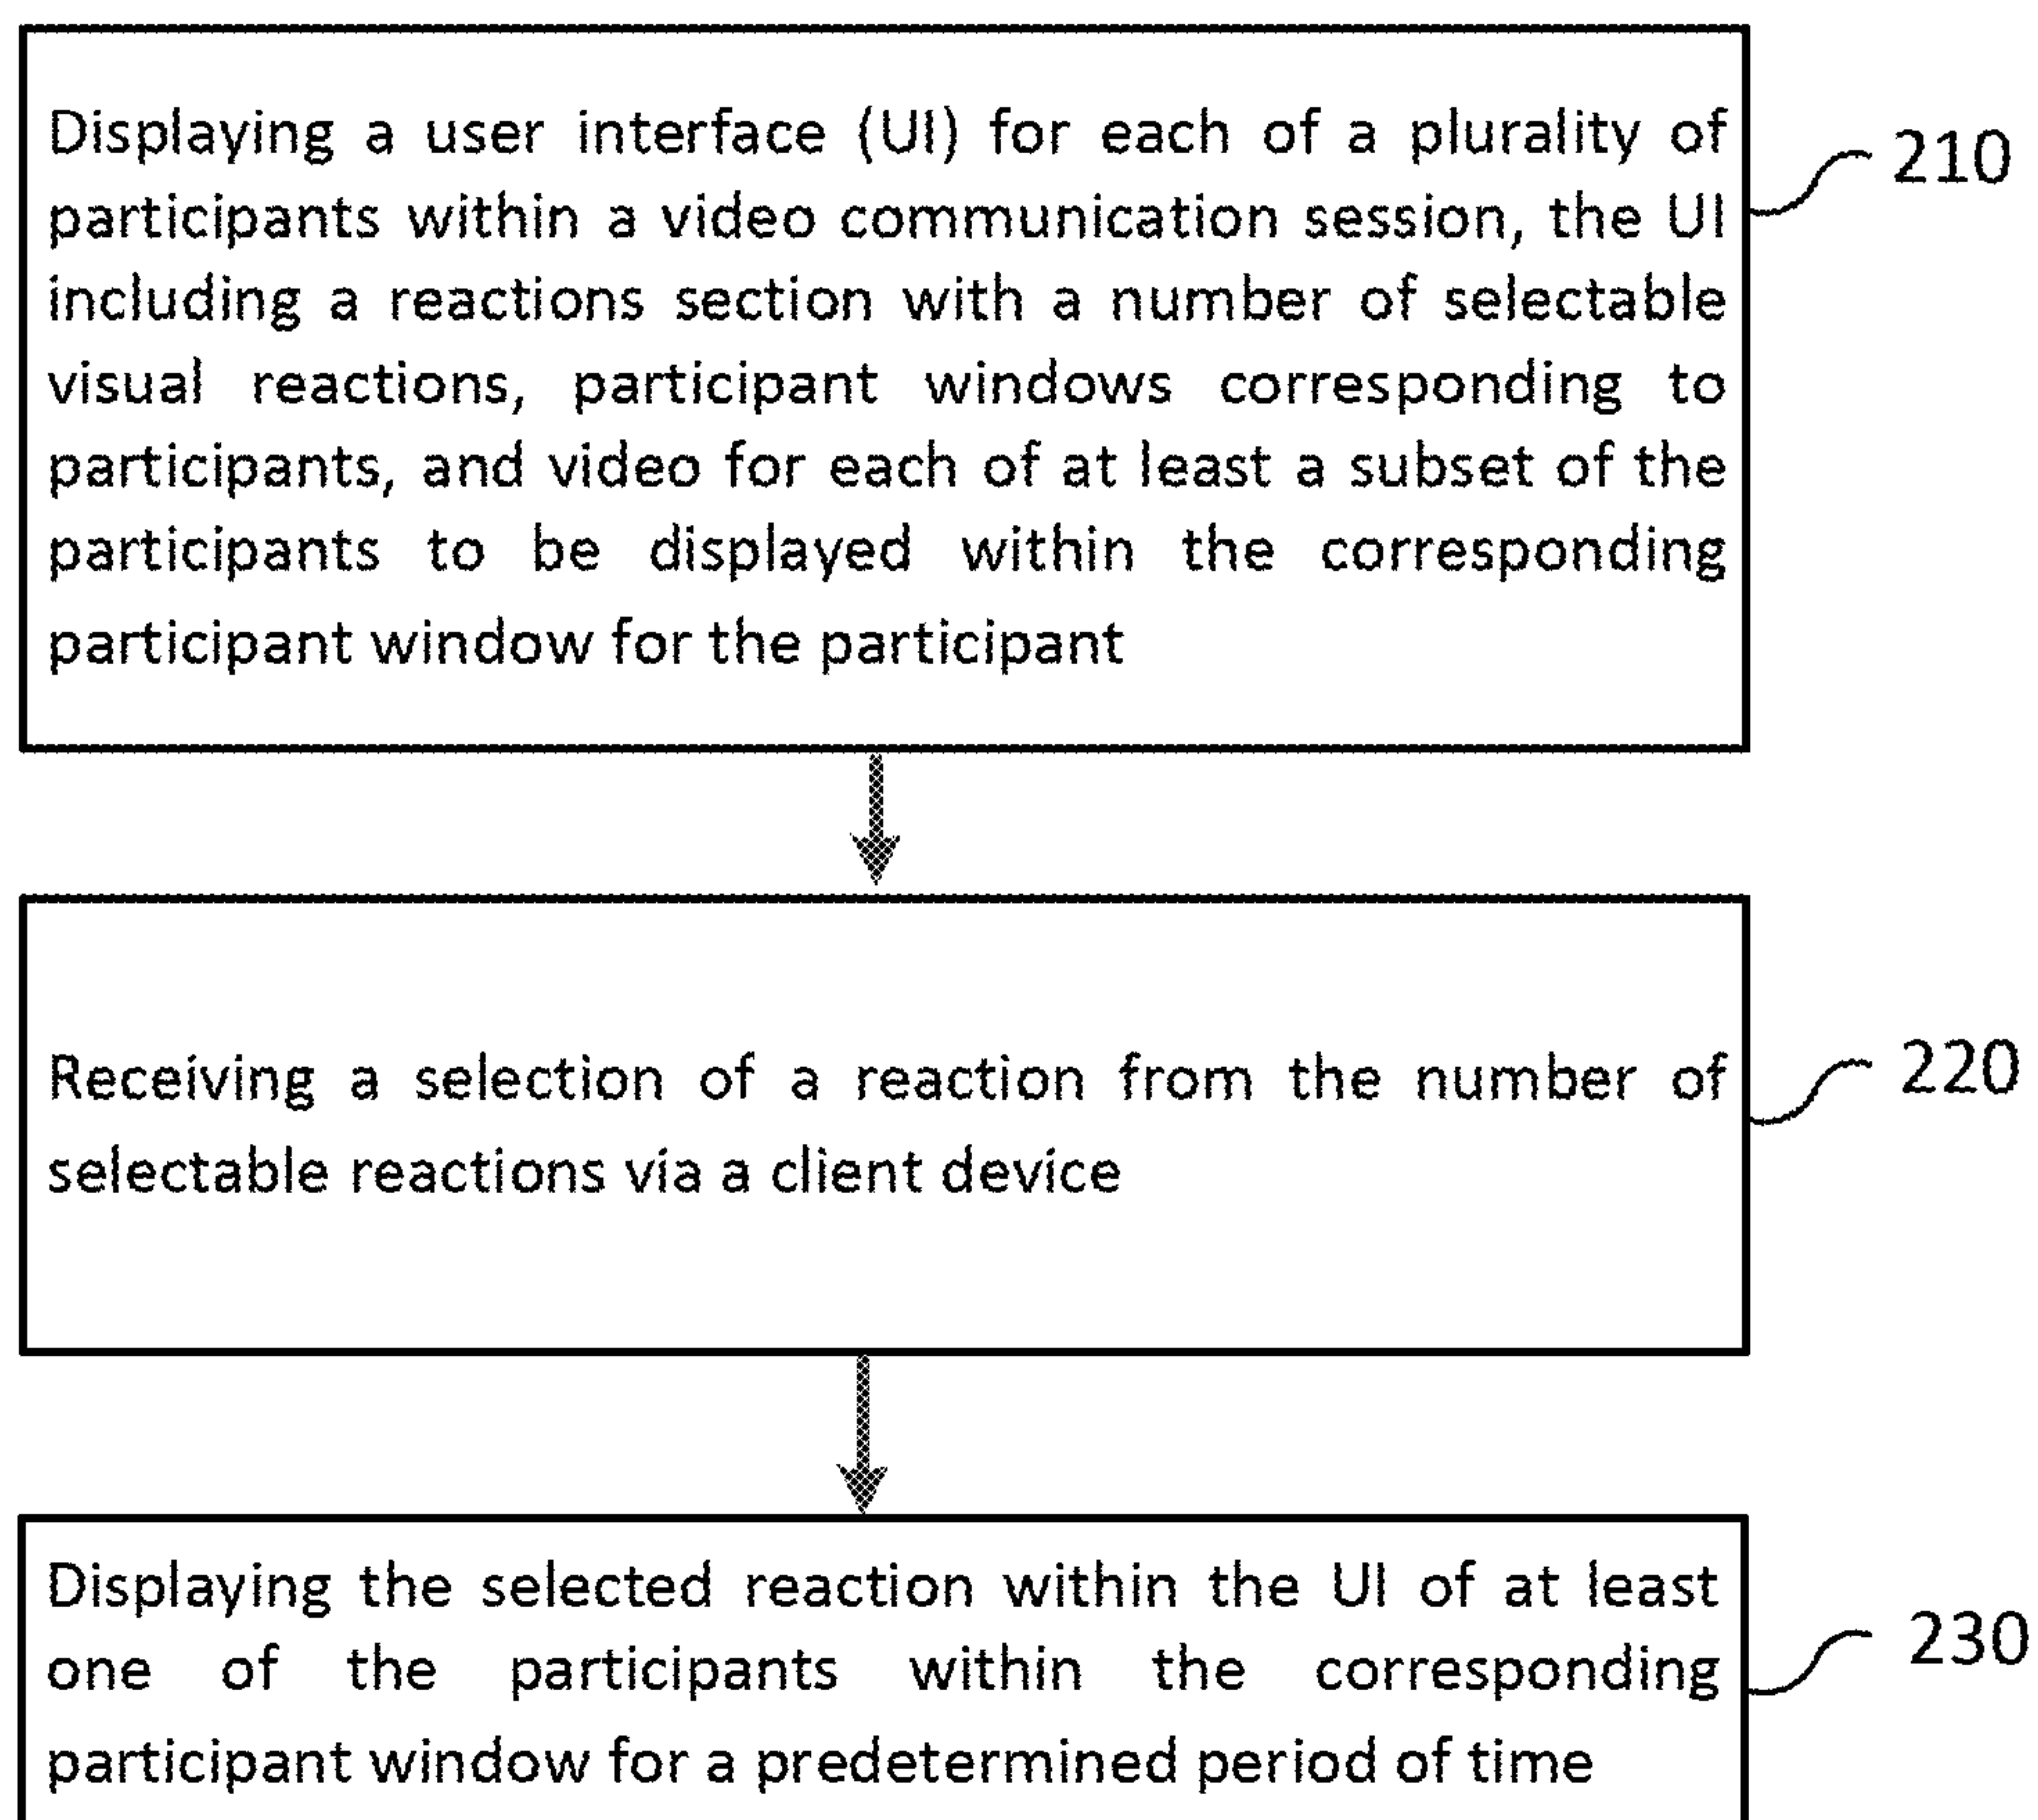 Displaying a user interface (UI) for each of a plurality of
participants within a video communication session, the UI
including a reactions section with a number of selectable
visual reactions, participant windows corresponding to
participants, and video for each of at least a subset of the
participants to be displayed within the corresponding
participant window for the participant
210
Receiving a selection of a reaction from the number of
selectable reactions via a client device
220
Displaying the selected reaction within the UI of at least
one of the participants within the corresponding
participant window for a predetermined period of time
230